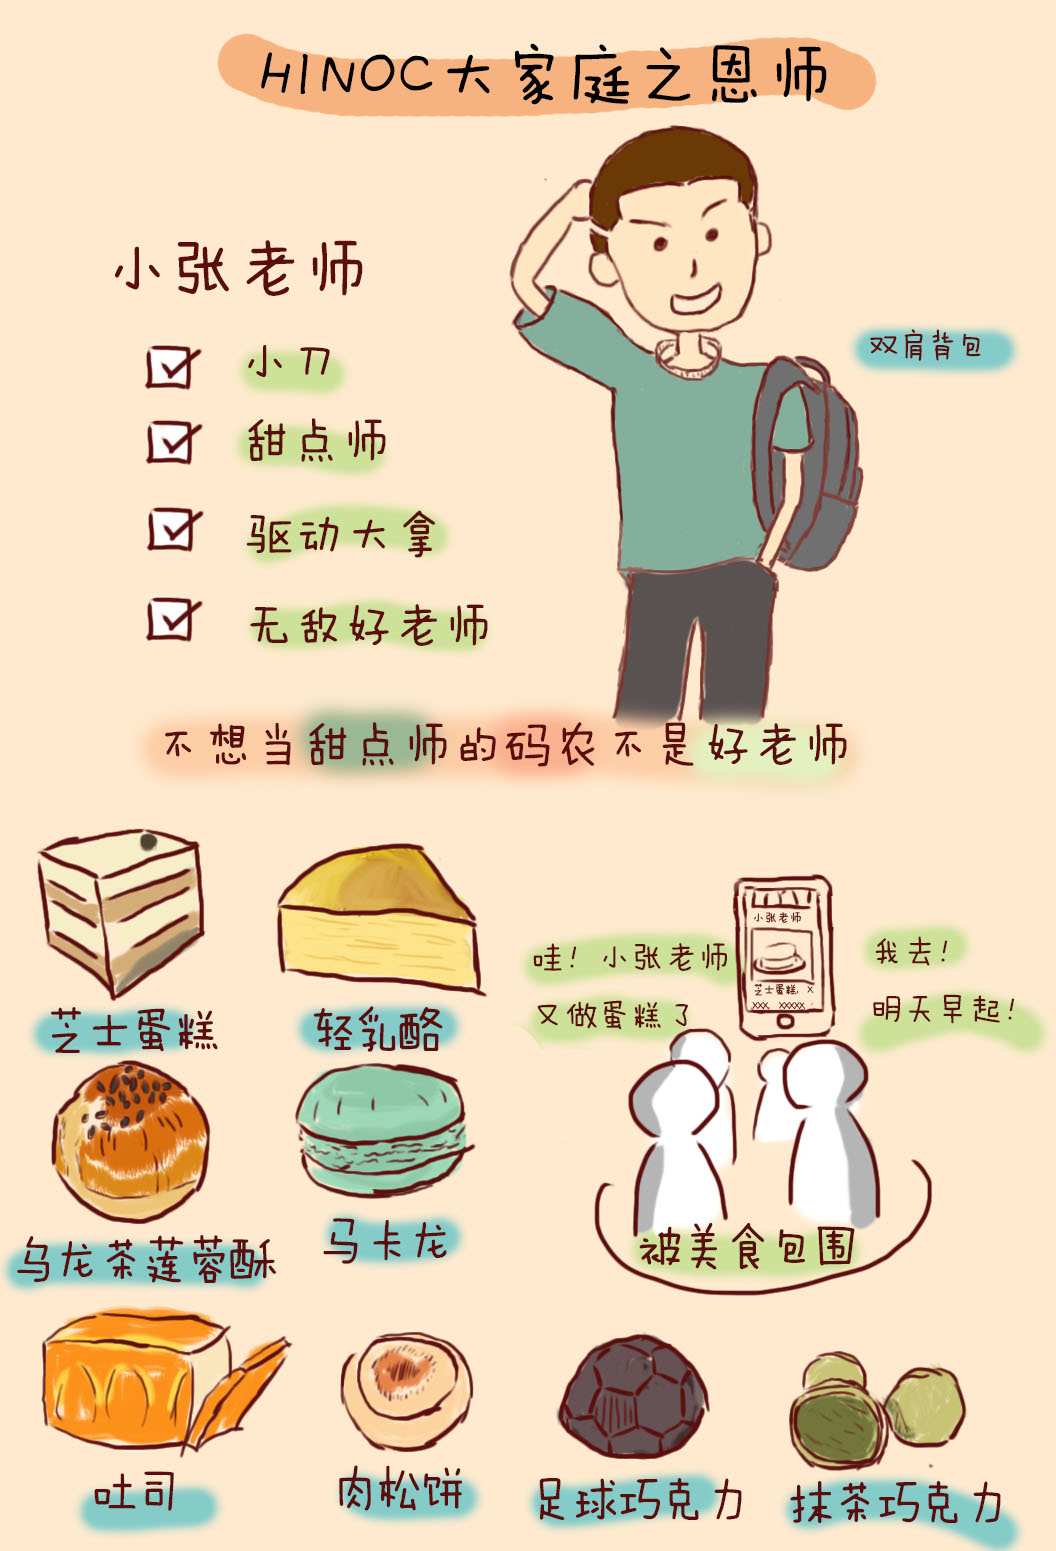 HINOC大家庭之恩师
小张老师
小刀
甜点师
驱动大拿
无敌好老师
双肩背包
不想当甜点师的码农不是好老师
芝士蛋糕
轻乳酪
哇！小张老师
又做蛋糕了
小张老师
芝士蛋糕, X
XXX XXXXX
我去！
明天早起！
乌龙茶莲蓉酥
马卡龙
被美食包围
吐司
肉松饼
足球巧克力
抹茶巧克力